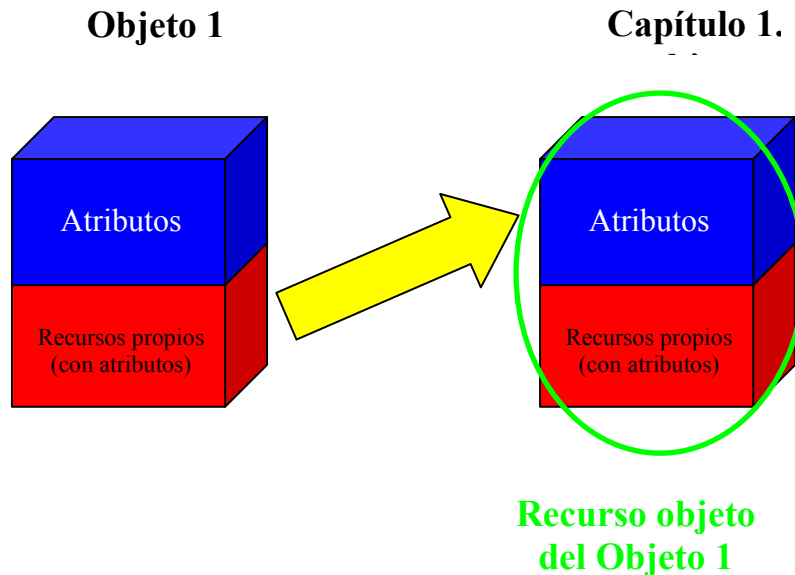 Objeto 1
Capítulo 1.
Atributos
Recursos propios
(con atributos)
Atributos
Recursos propios
(con atributos)
Recurso objeto
del Objeto 1